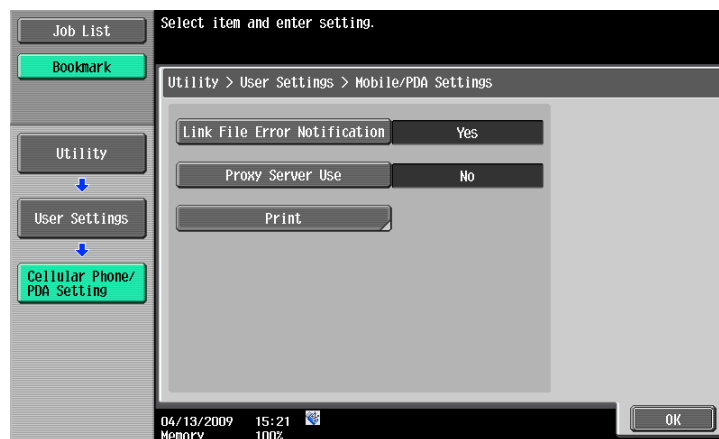 Job List
Select item and enter setting.
Bookmark
Utility > User Settings > Mobile/PDA Settings
Link File Error Notification Yes
Utility
Proxy Server Use No
User Settings
Print
Cellular Phone/
PDA Setting
04/13/2009 15:21
Memory 100%
OK